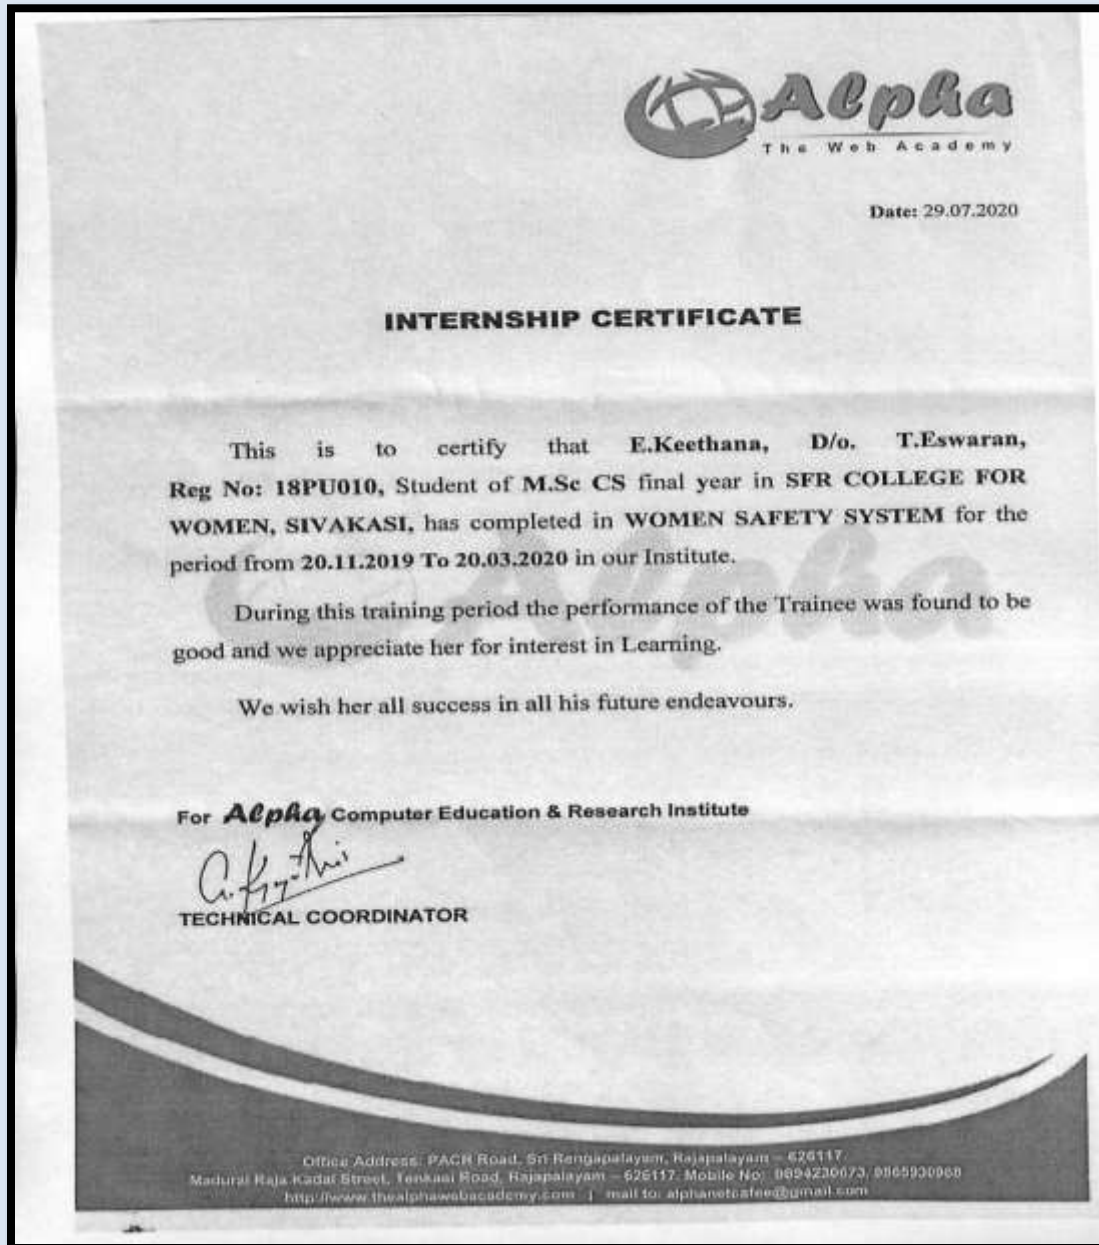 Alpha
The Web Academy
Date: 29.07.2020
INTERNSHIP CERTIFICATE
This is to certify that E.Keethana, D/o. T.Eswaran,
Reg No: 18PU010, Student of M.Sc CS final year in SFR COLLEGE FOR
WOMEN, SIVAKASI, has completed in WOMEN SAFETY SYSTEM for the
period from 20.11.2019 To 20.03.2020 in our Institute.
Alpha
During this training period the performance of the Trainee was found to be
good and we appreciate her for interest in Learning.
We wish her all success in all his future endeavours.
For Alpha Computer Education & Research Institute
TECHNICAL COORDINATOR
Office Address: PACR Road, Sri Rengapalayam, Rajapalayam – 626117.
Madurai Raja Kadai Street, Tenkasi Road, Rajapalayam – 626117. Mobile No: 9894230673, 9865930968
http://www.thealphawebacademy.com | mail to: alphanetcafee@gmail.com